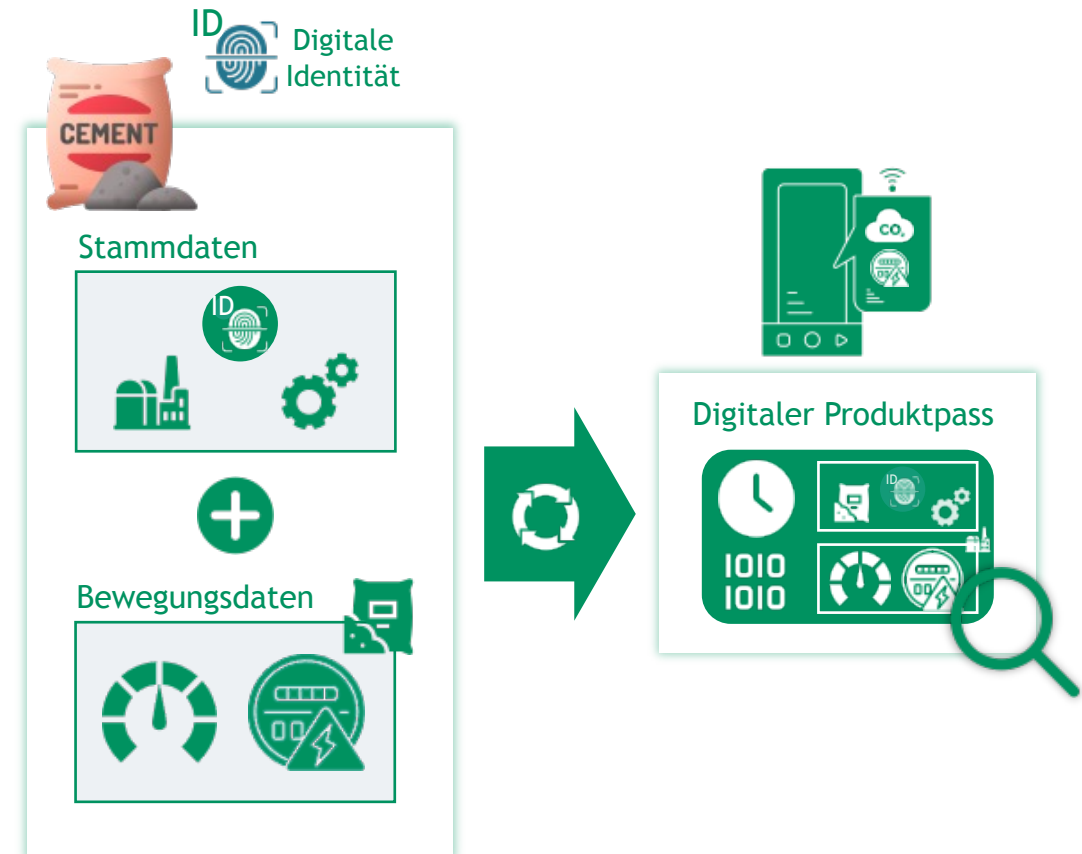 ID
Digitale
Identität
CEMENT
Stammdaten
ID
CO₂
Digitaler Produktpass
ID
1010
1010
Bewegungsdaten